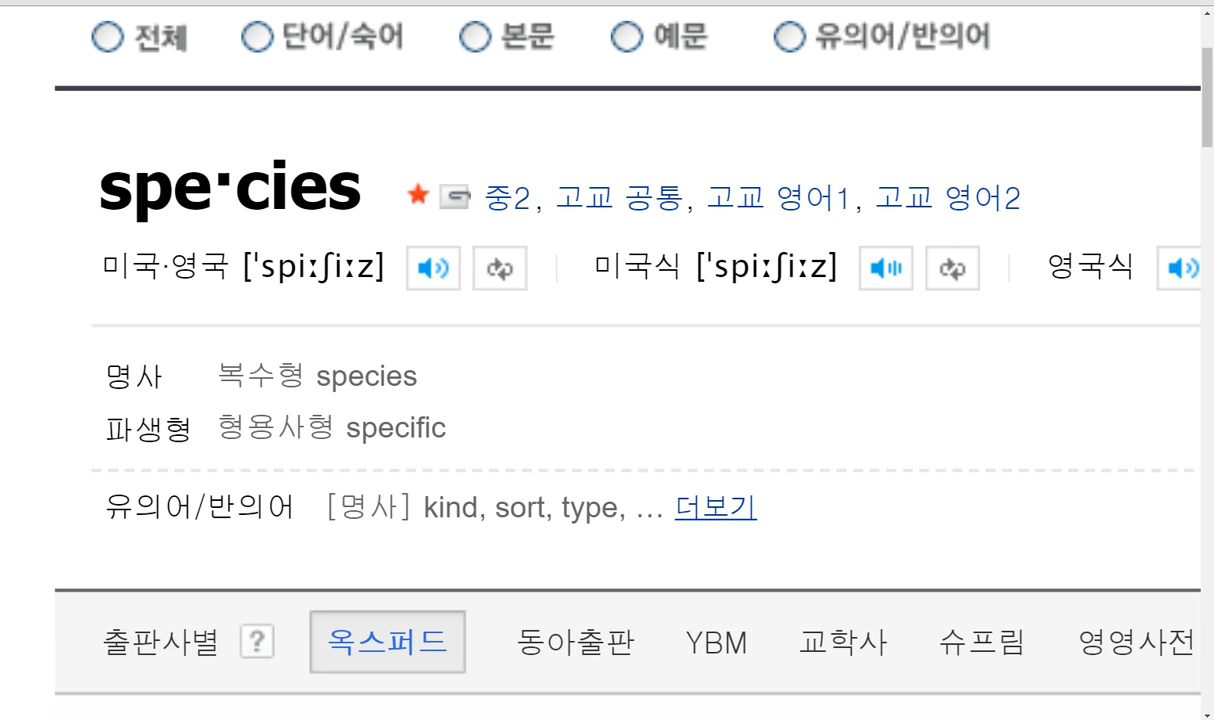 전체 단어/숙어 본문 예문 유의어/반의어
spe·cies 중2, 고교 공통, 고교 영어1, 고교 영어2
미국·영국 [ˈspiːʃiːz] 미국식 [ˈspiːʃiːz] 영국식
명사 복수형 species
파생형 형용사형 specific
유의어/반의어 [명사] kind, sort, type, ... 더보기
출판사별 ? 옥스퍼드 동아출판 YBM 교학사 슈프림 영영사전